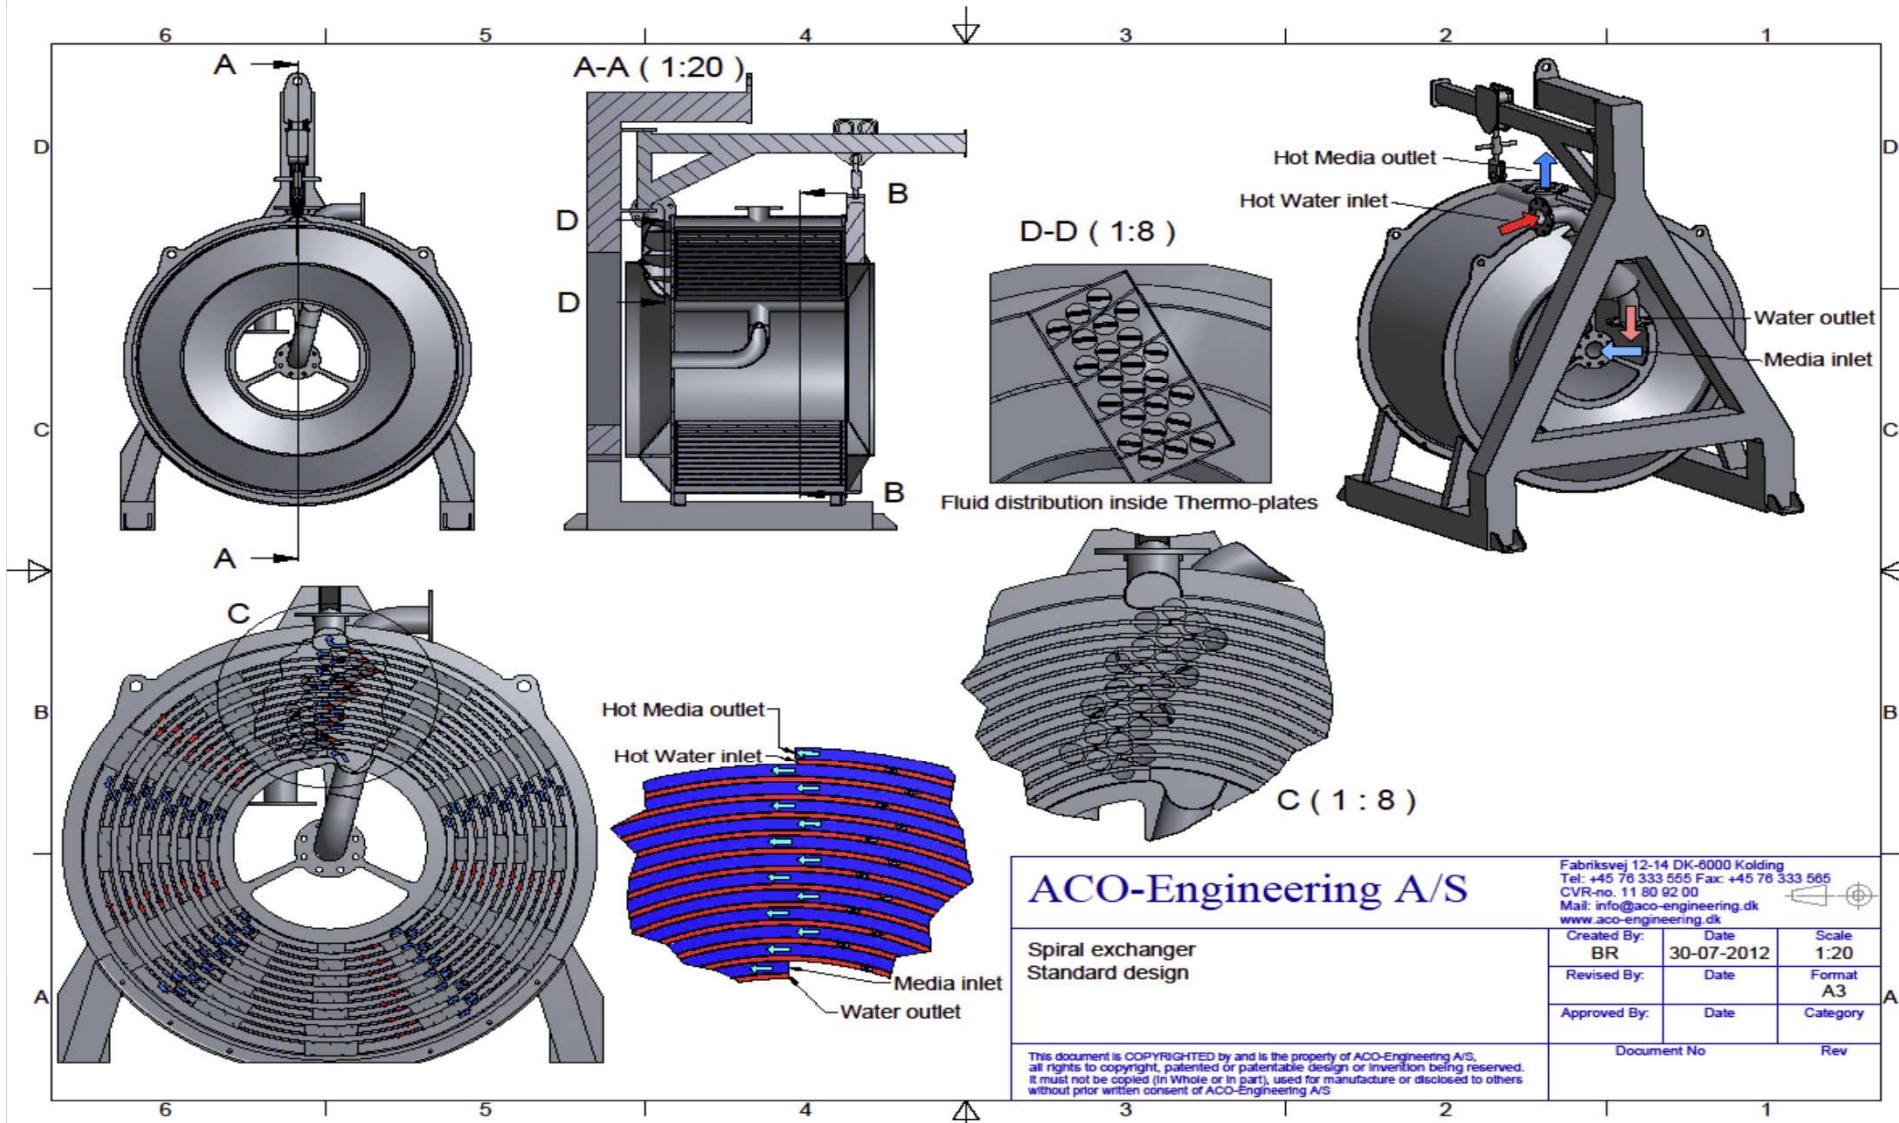 6 5 4 3 2 1
A
A-A ( 1:20 )
D
D
Hot Media outlet
Hot Water inlet
B
D
D-D ( 1:8 )
D
Water outlet
Media inlet
C
C
B
Fluid distribution inside Thermo-plates
A
C
B
B
Hot Media outlet
Hot Water inlet
C ( 1 : 8 )
Media inlet
Water outlet
A
A
ACO-Engineering A/S
Fabriksvej 12-14 DK-6000 Kolding
Tel: +45 76 333 555 Fax: +45 76 333 565
CVR-no. 11 80 92 00
Mail: info@aco-engineering.dk
www.aco-engineering.dk
Spiral exchanger
Standard design
Created By: Date Scale
BR 30-07-2012 1:20
Revised By: Date Format
A3
Approved By: Date Category
Document No Rev
This document is COPYRIGHTED by and is the property of ACO-Engineering A/S,
all rights to copyright, patented or patentable design or invention being reserved.
It must not be copied (in Whole or in part), used for manufacture or disclosed to others
without prior written consent of ACO-Engineering A/S
6 5 4 3 2 1